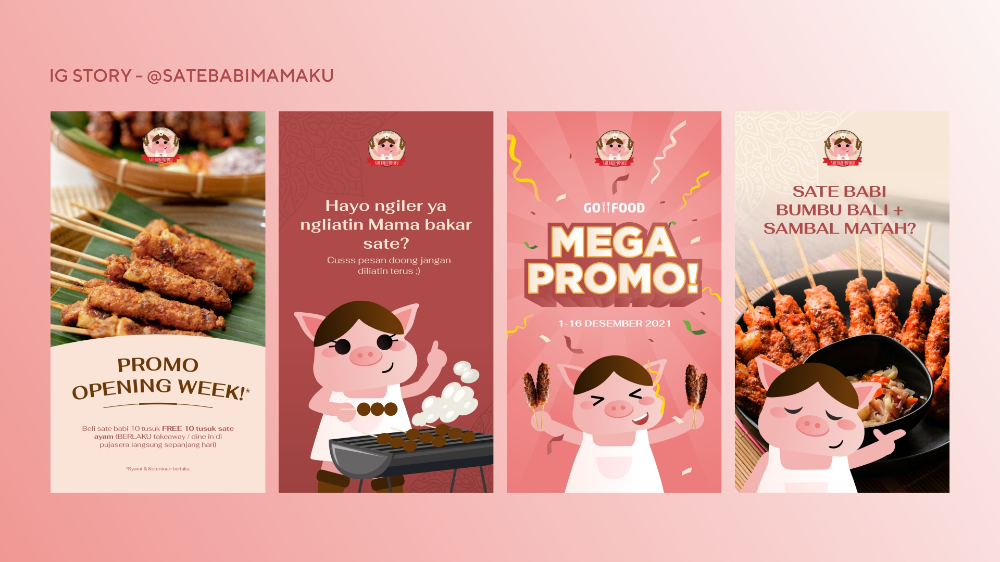 IG STORY - @SATEBABIMAMAKU
SATE BABI MAMAKU
PROMO
OPENING WEEK!*
Beli sate babi 10 tusuk FREE 10 tusuk sate
ayam (BERLAKU takeaway / dine in di
pujasera langsung sepanjang hari)
*Syarat & Ketentuan berlaku.
SATE BABI MAMAKU
Hayo ngiler ya
ngliatin Mama bakar
sate?
Cusss pesan doong jangan
diliatin terus ;)
SATE BABI MAMAKU
GOFOOD
MEGA
PROMO!
1-16 DESEMBER 2021
SATE BABI MAMAKU
SATE BABI
BUMBU BALI +
SAMBAL MATAH?